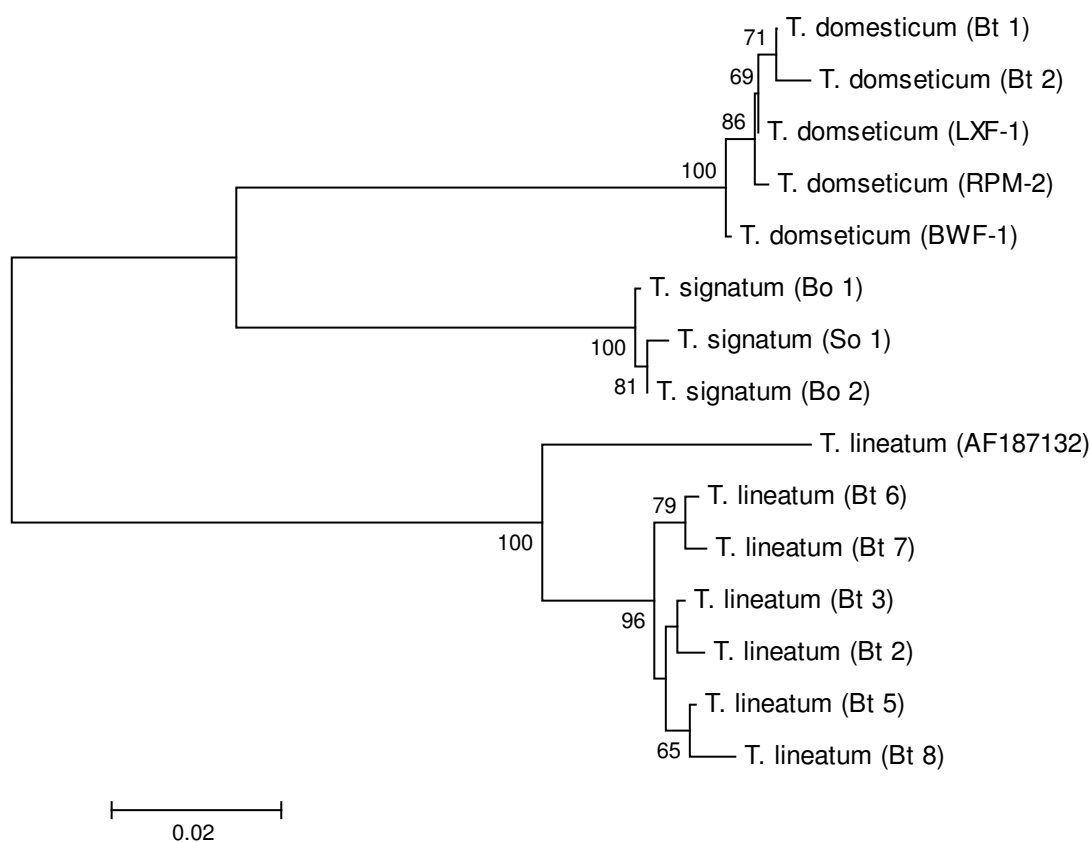 T. domesticum (Bt 1)
71
T. domseticum (Bt 2)
69
T. domseticum (LXF-1)
86
T. domseticum (RPM-2)
100
T. domseticum (BWF-1)
T. signatum (Bo 1)
T. signatum (So 1)
100
T. signatum (Bo 2)
81
T. lineatum (AF187132)
T. lineatum (Bt 6)
79
T. lineatum (Bt 7)
100
T. lineatum (Bt 3)
96
T. lineatum (Bt 2)
T. lineatum (Bt 5)
65
T. lineatum (Bt 8)
0.02